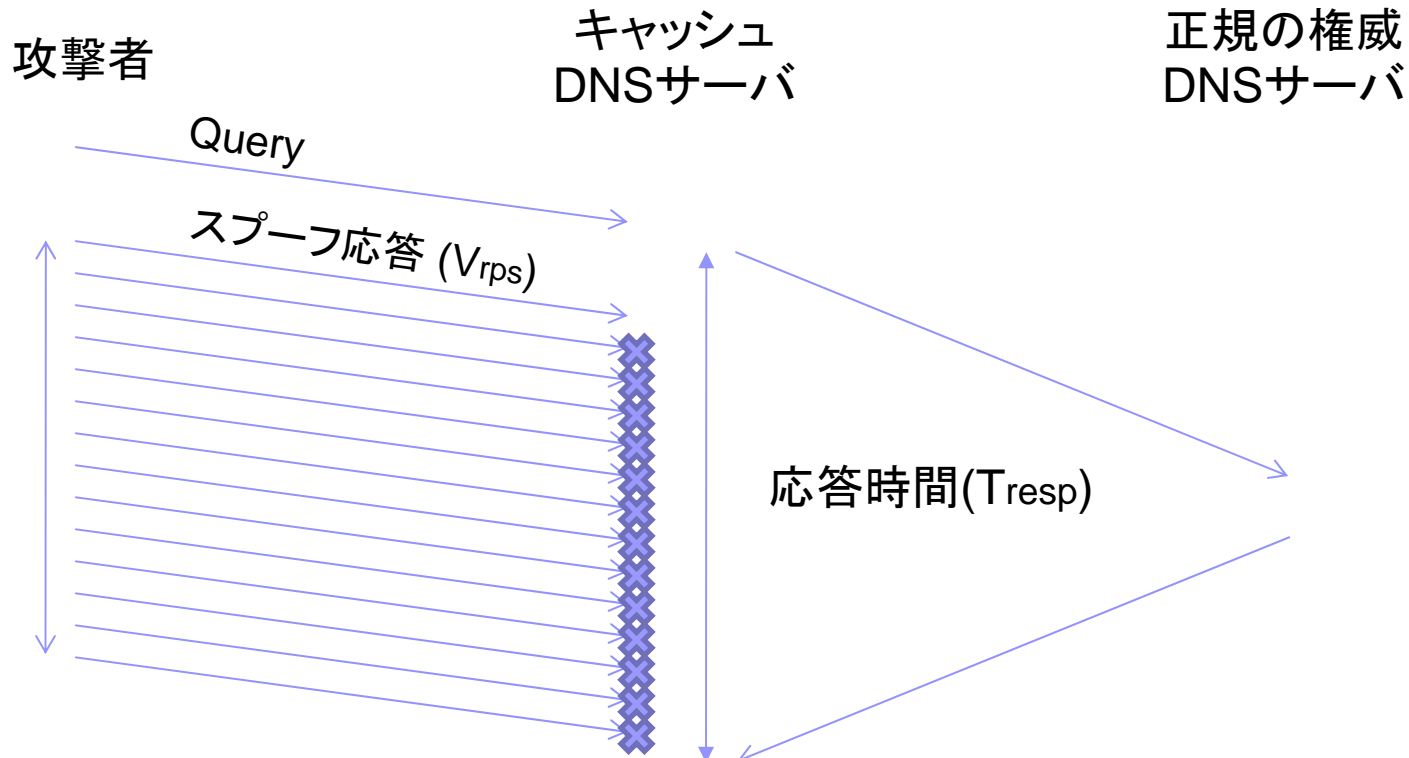 攻撃者
キャッシュ
DNSサーバ
正規の権威
DNSサーバ
Query
スプーフ応答 (Vrps)
応答時間(Tresp)